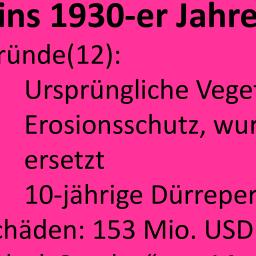 ins 1930-er Jahre
ründe(12):
Ursprüngliche Veget
Erosionsschutz, wur
ersetzt
10-jährige Dürreper
chäden: 153 Mio. USD